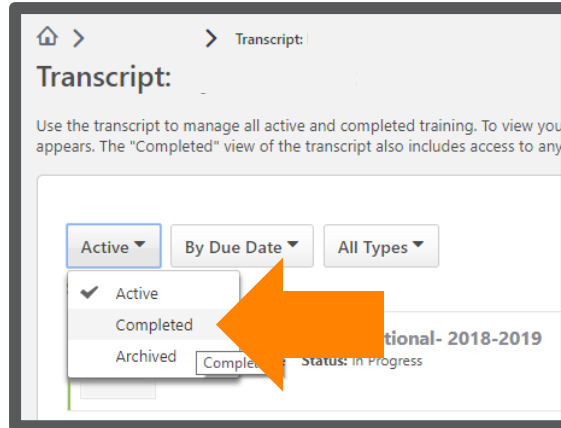 Transcript:
Transcript:
Use the transcript to manage all active and completed training. To view you
appears. The "Completed" view of the transcript also includes access to any
Active By Due Date All Types
Active
Completed
Archived
tional- 2018-2019
Status: In Progress